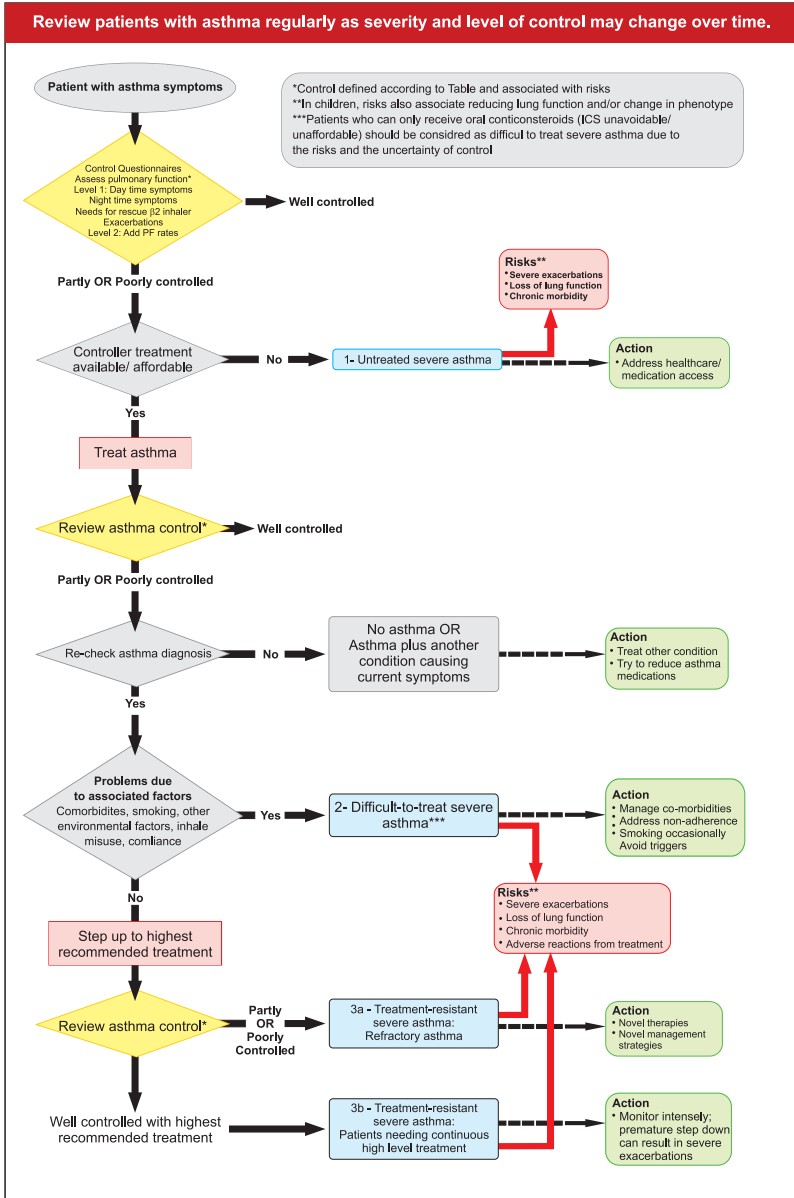 Review patients with asthma regularly as severity and level of control may change over time.
Patient with asthma symptoms
*Control defined according to Table and associated with risks
**In children, risks also associate reducing lung function and/or change in phenotype
***Patients who can only receive oral conticonsteroids (ICS unavoidable/
unaffordable) should be considred as difficul to treat severe asthma due to
the risks and the uncertainty of control
Control Questionnaires
Assess pulmonary function*
Level 1: Day time symptoms
Night time symptoms
Needs for rescue β2 inhaler
Exacerbations
Level 2: Add PF rates
Well controlled
Partly OR Poorly controlled
Risks**
• Severe exacerbations
• Loss of lung function
• Chronic morbidity
Controller treatment
available/ affordable
No
1- Untreated severe asthma
Action
• Address healthcare/
medication access
Yes
Treat asthma
Review asthma control*
Well controlled
Partly OR Poorly controlled
Re-check asthma diagnosis
No
No asthma OR
Asthma plus another
condition causing
current symptoms
Action
• Treat other condition
• Try to reduce asthma
medications
Yes
Problems due
to associated factors
Comorbidites, smoking, other
environmental factors, inhale
misuse, comliance
Yes
2- Difficult-to-treat severe
asthma***
Action
• Manage co-morbidities
• Address non-adherence
• Smoking occasionally
Avoid triggers
No
Risks**
• Severe exacerbations
• Loss of lung function
• Chronic morbidity
• Adverse reactions from treatment
Step up to highest
recommended treatment
Review asthma control*
Partly
OR
Poorly
Controlled
3a - Treatment-resistant
severe asthma:
Refractory asthma
Action
• Novel therapies
• Novel management
strategies
Well controlled with highest
recommended treatment
3b - Treatment-resistant
severe asthma:
Patients needing continuous
high level treatment
Action
• Monitor intensely;
premature step down
can result in severe
exacerbations